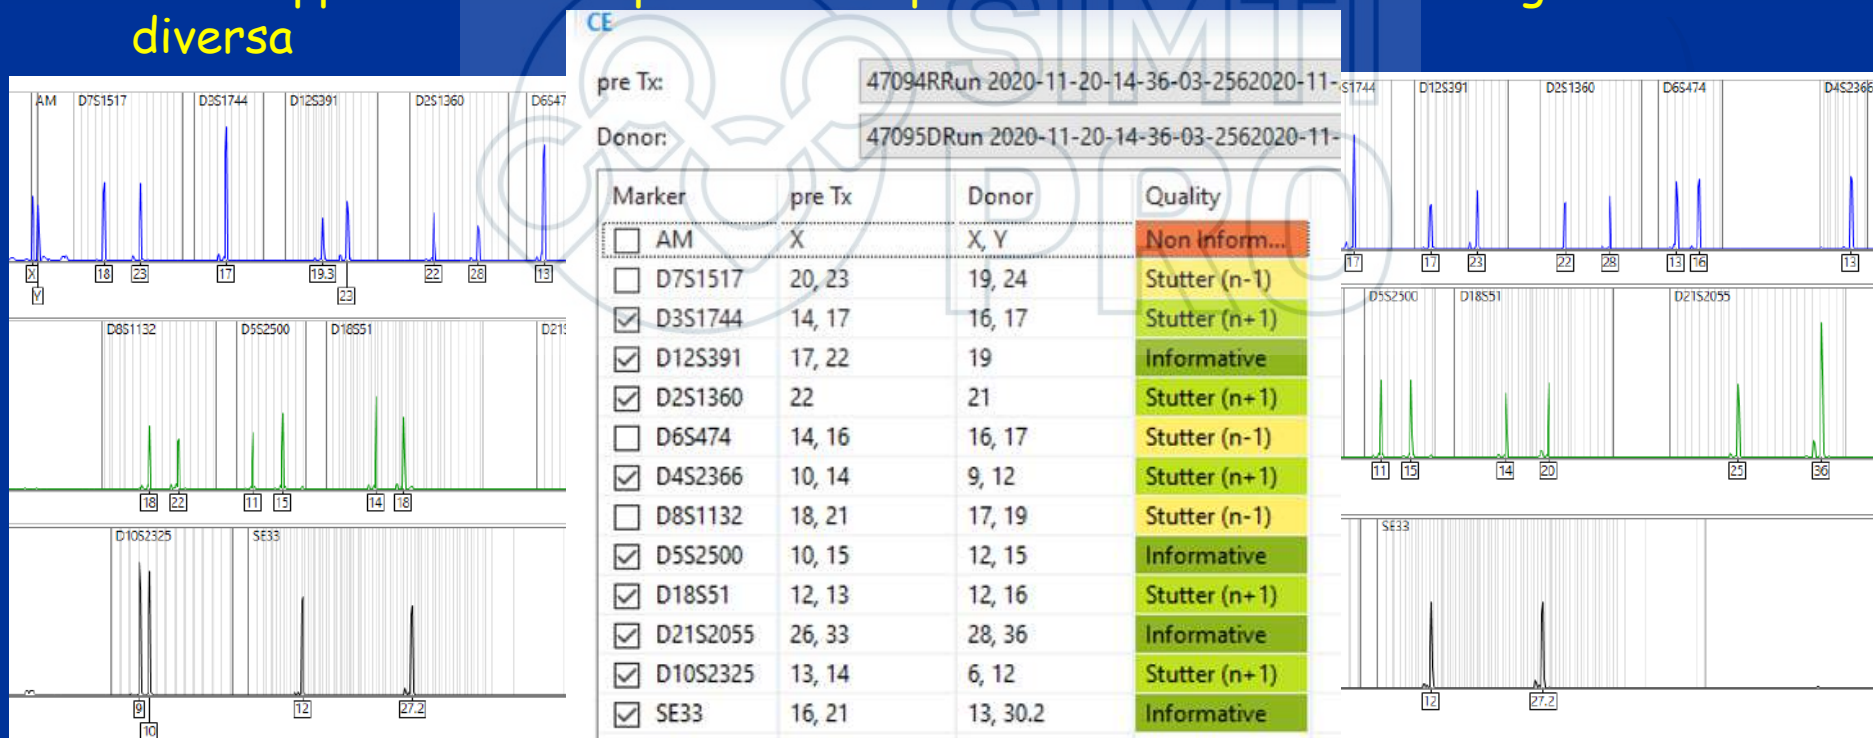 diversa
AM D7S1517 D3S1744 D12S391 D2S1360 D6S47
X 18 23 17 19.3 22 28 13
Y 23
D8S1132 D5S2500 D18S51 D21S
18 22 11 15 14 18
D10S2325 SE33
9 12 27.2
10
CE
pre Tx: 47094RRun 2020-11-20-14-36-03-2562020-11-
Donor: 47095DRun 2020-11-20-14-36-03-2562020-11-
Marker pre Tx Donor Quality
AM X X, Y Non Inform...
D7S1517 20, 23 19, 24 Stutter (n-1)
D3S1744 14, 17 16, 17 Stutter (n+1)
D12S391 17, 22 19 Informative
D2S1360 22 21 Stutter (n+1)
D6S474 14, 16 16, 17 Stutter (n-1)
D4S2366 10, 14 9, 12 Stutter (n+1)
D8S1132 18, 21 17, 19 Stutter (n-1)
D5S2500 10, 15 12, 15 Informative
D18S51 12, 13 12, 16 Stutter (n+1)
D21S2055 26, 33 28, 36 Informative
D10S2325 13, 14 6, 12 Stutter (n+1)
SE33 16, 21 13, 30.2 Informative
S1744 D12S391 D2S1360 D6S474 D4S2366
17 17 23 22 28 13 16 13
D5S2500 D18S51 D21S2055
11 15 14 20 25 36
SE33
12 27.2
SIMTI
PRO